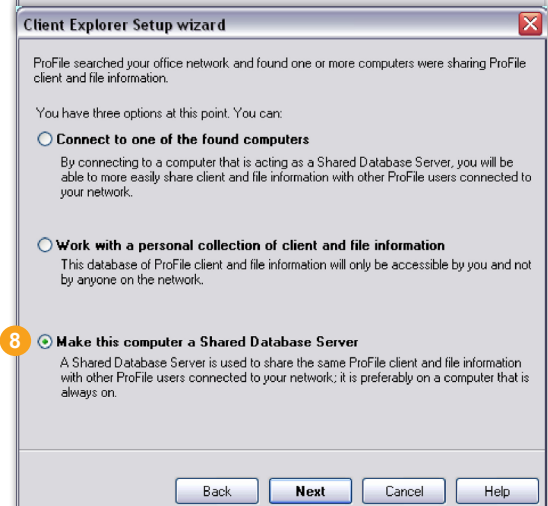 Client Explorer Setup wizard
ProFile searched your office network and found one or more computers were sharing ProFile
client and file information.
You have three options at this point. You can:
Connect to one of the found computers
By connecting to a computer that is acting as a Shared Database Server, you will be
able to more easily share client and file information with other ProFile users connected to
your network.
Work with a personal collection of client and file information
This database of ProFile client and file information will only be accessible by you and not
by anyone on the network.
8 Make this computer a Shared Database Server
A Shared Database Server is used to share the same ProFile client and file information
with other ProFile users connected to your network; it is preferably on a computer that is
always on.
Back Next Cancel Help